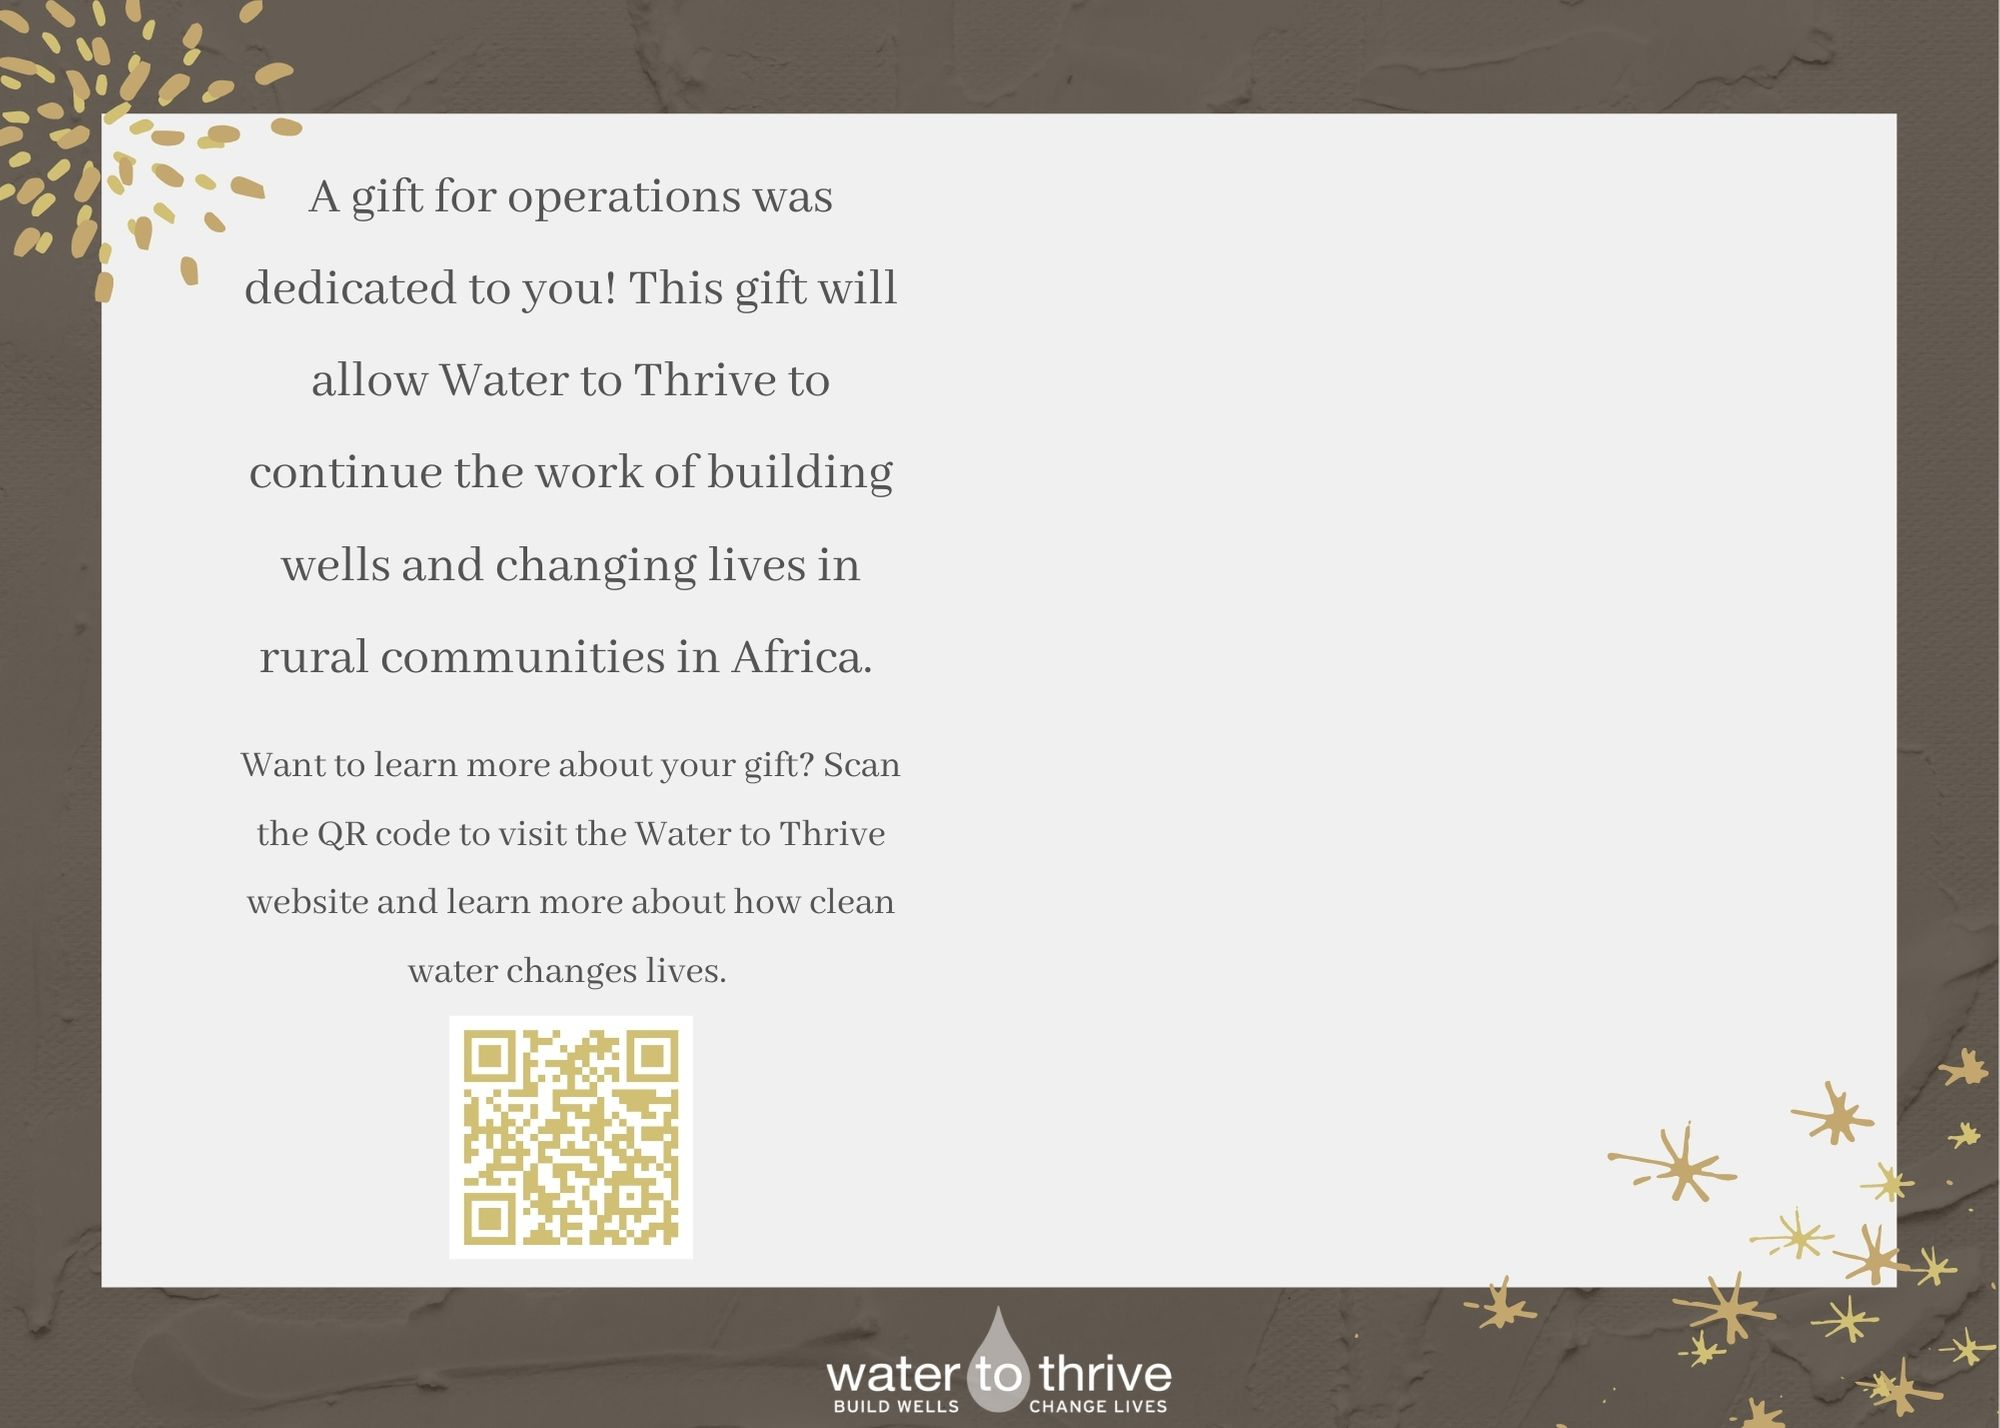 A gift for operations was
dedicated to you! This gift will
allow Water to Thrive to
continue the work of building
wells and changing lives in
rural communities in Africa.
Want to learn more about your gift? Scan
the QR code to visit the Water to Thrive
website and learn more about how clean
water changes lives.
water to thrive
BUILD WELLS CHANGE LIVES